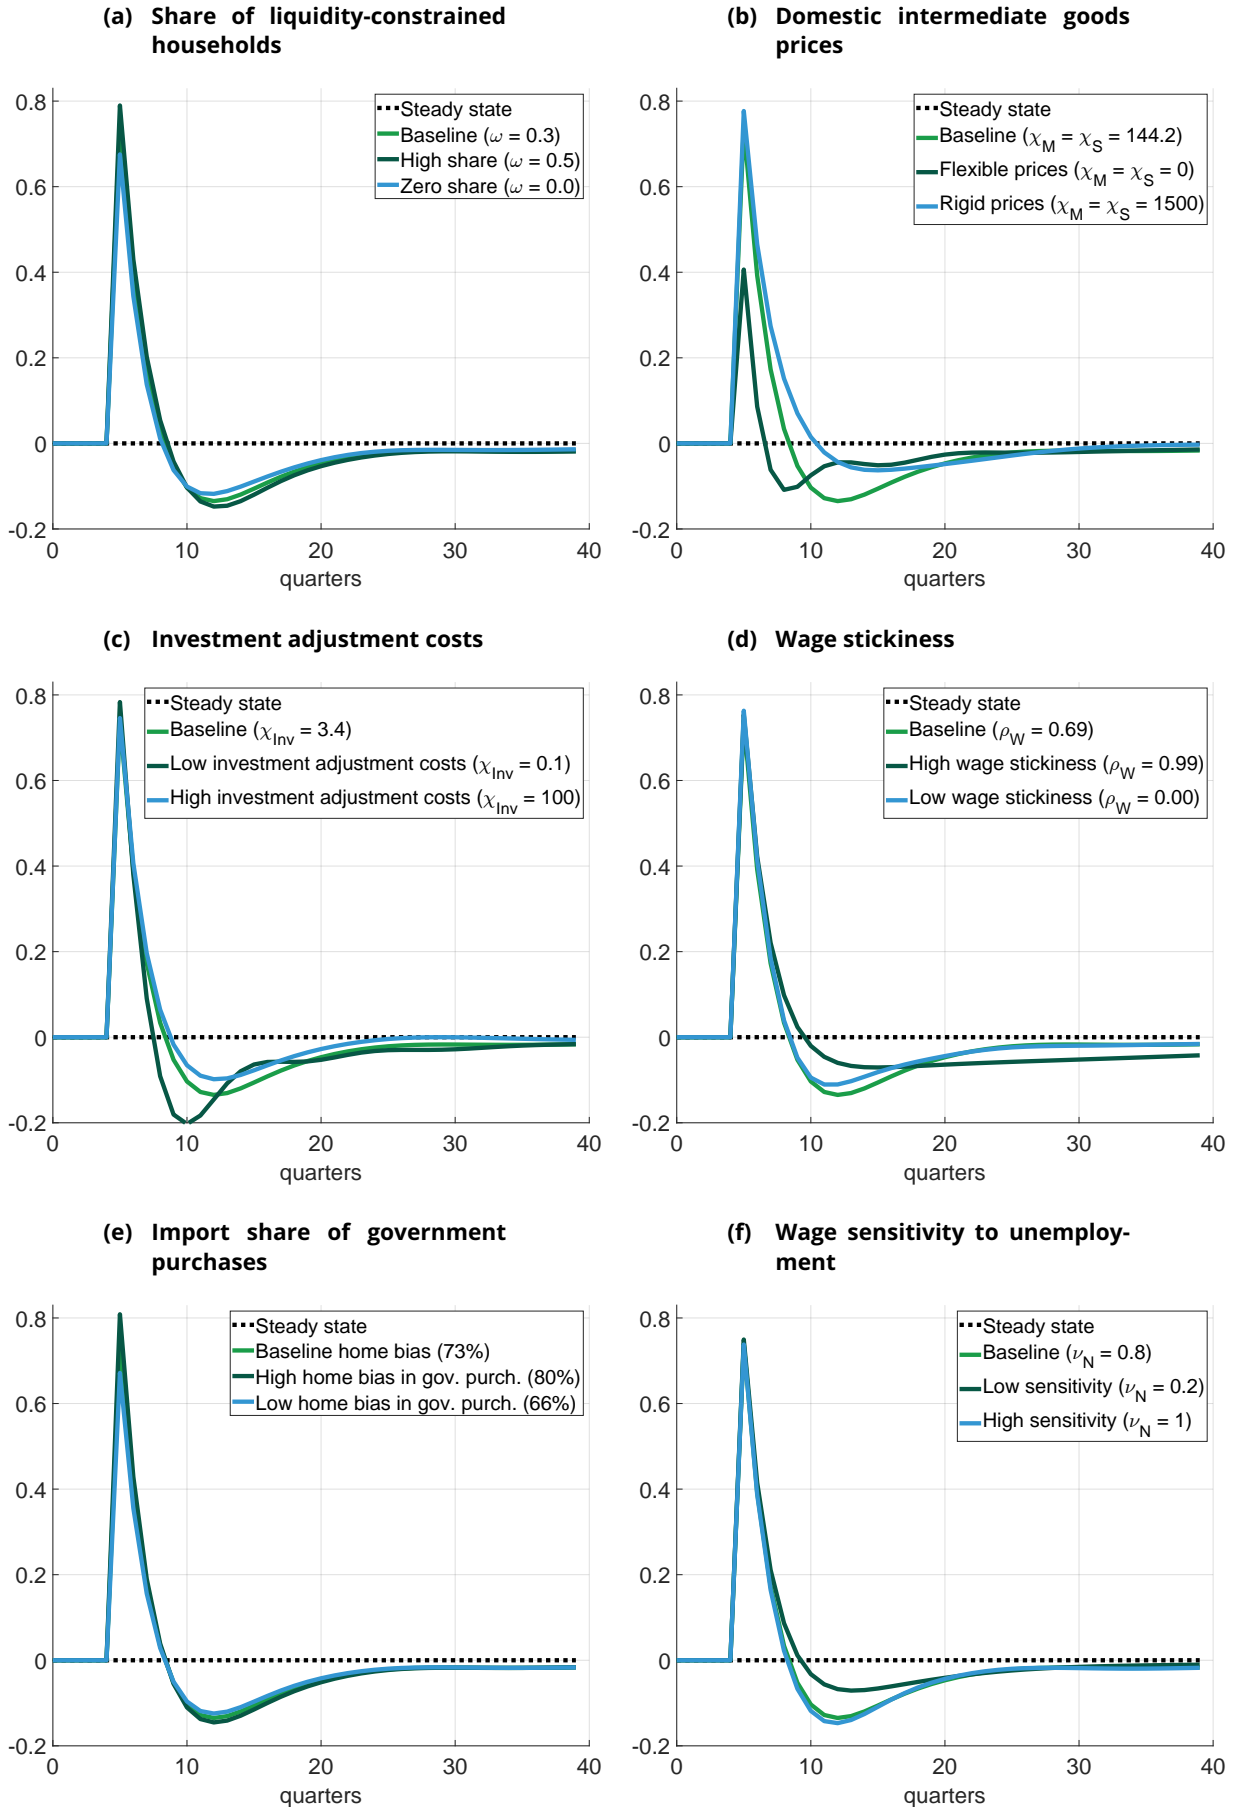 (a) Share of liquidity-constrained
households
0.8
0.6
0.4
0.2
0
-0.2
0 10 20 30 40
quarters
Steady state
Baseline (ω = 0.3)
High share (ω = 0.5)
Zero share (ω = 0.0)
(b) Domestic intermediate goods
prices
0.8
0.6
0.4
0.2
0
-0.2
0 10 20 30 40
quarters
Steady state
Baseline (χM = χS = 144.2)
Flexible prices (χM = χS = 0)
Rigid prices (χM = χS = 1500)
(c) Investment adjustment costs
0.8
0.6
0.4
0.2
0
-0.2
0 10 20 30 40
quarters
Steady state
Baseline (χInv = 3.4)
Low investment adjustment costs (χInv = 0.1)
High investment adjustment costs (χInv = 100)
(d) Wage stickiness
0.8
0.6
0.4
0.2
0
-0.2
0 10 20 30 40
quarters
Steady state
Baseline (ρW = 0.69)
High wage stickiness (ρW = 0.99)
Low wage stickiness (ρW = 0.00)
(e) Import share of government
purchases
0.8
0.6
0.4
0.2
0
-0.2
0 10 20 30 40
quarters
Steady state
Baseline home bias (73%)
High home bias in gov. purch. (80%)
Low home bias in gov. purch. (66%)
(f) Wage sensitivity to unemploy-
ment
0.8
0.6
0.4
0.2
0
-0.2
0 10 20 30 40
quarters
Steady state
Baseline (νN = 0.8)
Low sensitivity (νN = 0.2)
High sensitivity (νN = 1)